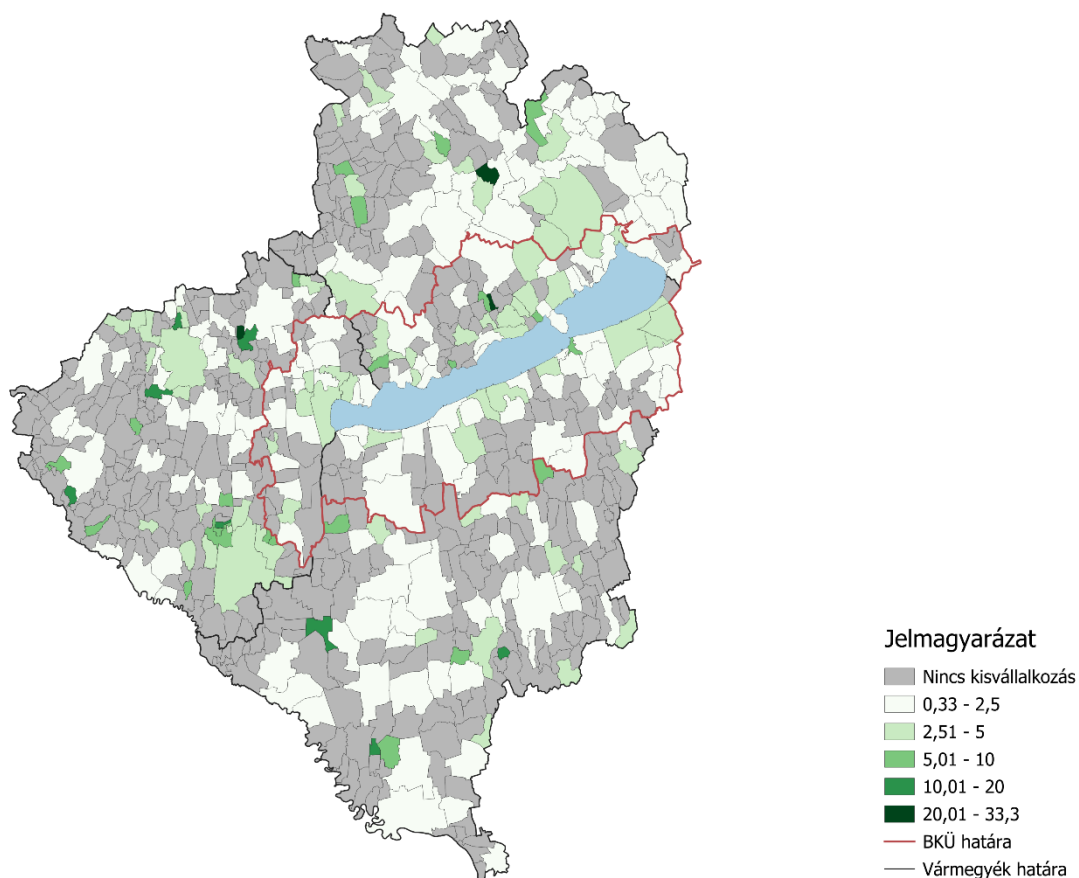 Jelmagyarázat
Nincs kisvállalkozás
0,33 - 2,5
2,51 - 5
5,01 - 10
10,01 - 20
20,01 - 33,3
BKÜ határa
Vármegyék határa